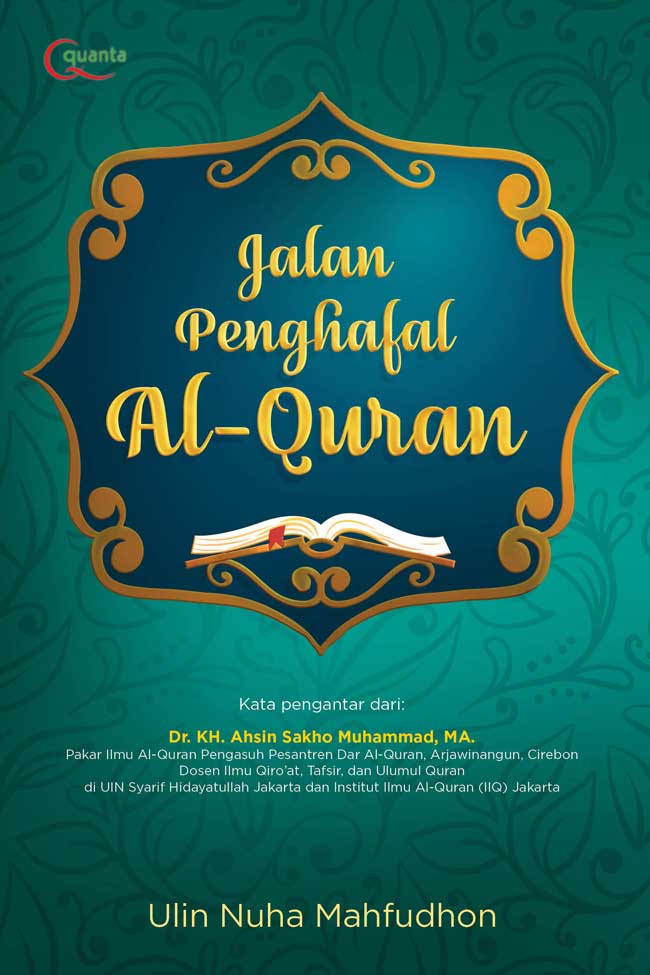 quanta
Jalan
Penghafal
Al-Quran
Kata pengantar dari:
Dr. KH. Ahsin Sakho Muhammad, MA.
Pakar Ilmu Al-Quran Pengasuh Pesantren Dar Al-Quran, Arjawinangun, Cirebon
Dosen Ilmu Qiro'at, Tafsir, dan Ulumul Quran
di UIN Syarif Hidayatullah Jakarta dan Institut Ilmu Al-Quran (IIQ) Jakarta
Ulin Nuha Mahfudhon